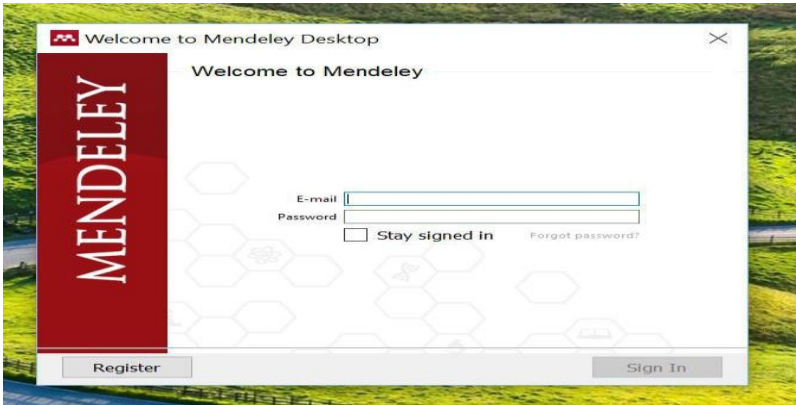 Welcome to Mendeley Desktop
Welcome to Mendeley
MENDELEY
E-mail
Password
Stay signed in
Forgot password?
Register
Sign In